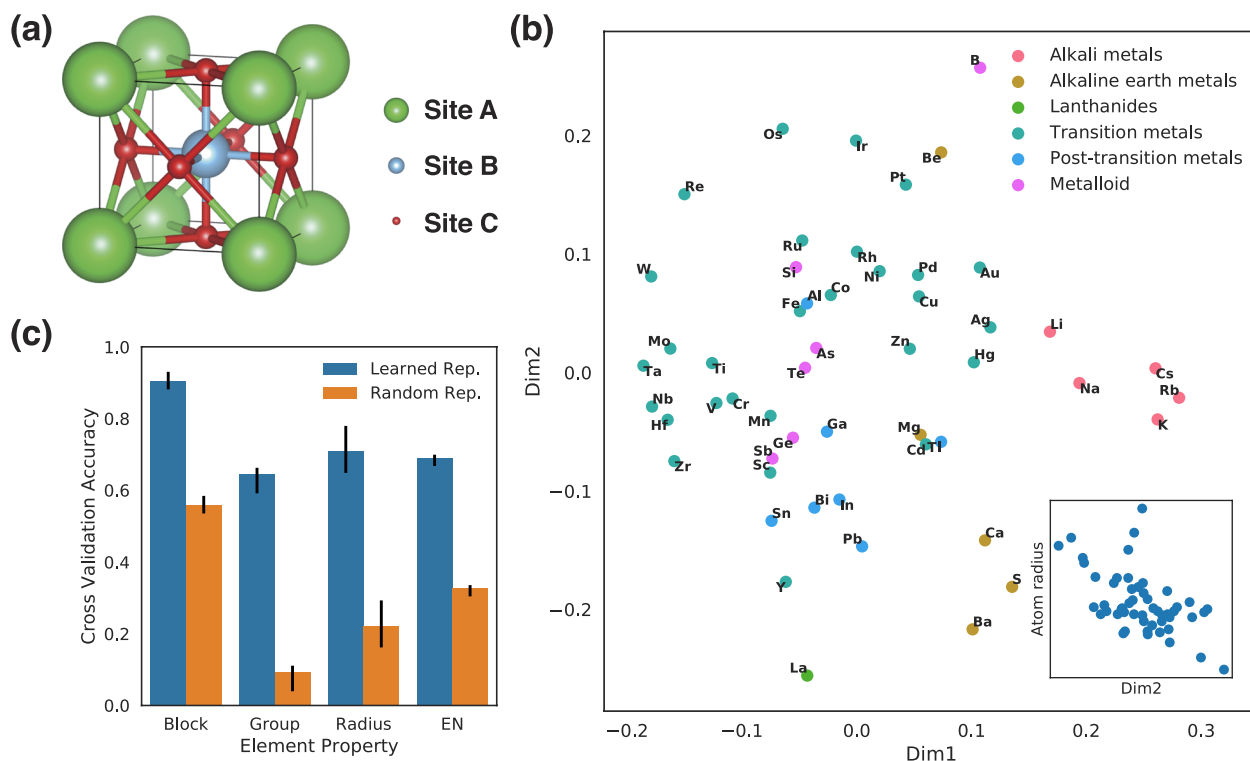 (a)
Site A
Site B
Site C
(b)
Alkali metals
Alkaline earth metals
Lanthanides
Transition metals
Post-transition metals
Metalloid
B
Os
Ir
Be
Pt
Re
Ru
Rh
Si
Ni
Pd
Au
W
Al
Co
Fe
Cu
Ag
Li
Mo
As
Zn
Hg
Ta
Ti
Te
Na
Cs
Rb
Nb
V
Cr
Hf
Mn
Ga
Mg
K
Ge
Cd
Tl
Sb
Sc
Zr
Bi
In
Sn
Pb
Ca
Y
S
Ba
La
0.2
0.1
0.0
−0.1
−0.2
Dim2
−0.2
−0.1
0.0
0.1
0.2
0.3
Dim1
Atom radius
Dim2
(c)
Learned Rep.
Random Rep.
1.0
0.8
0.6
0.4
0.2
0.0
Cross Validation Accuracy
Block
Group
Radius
EN
Element Property